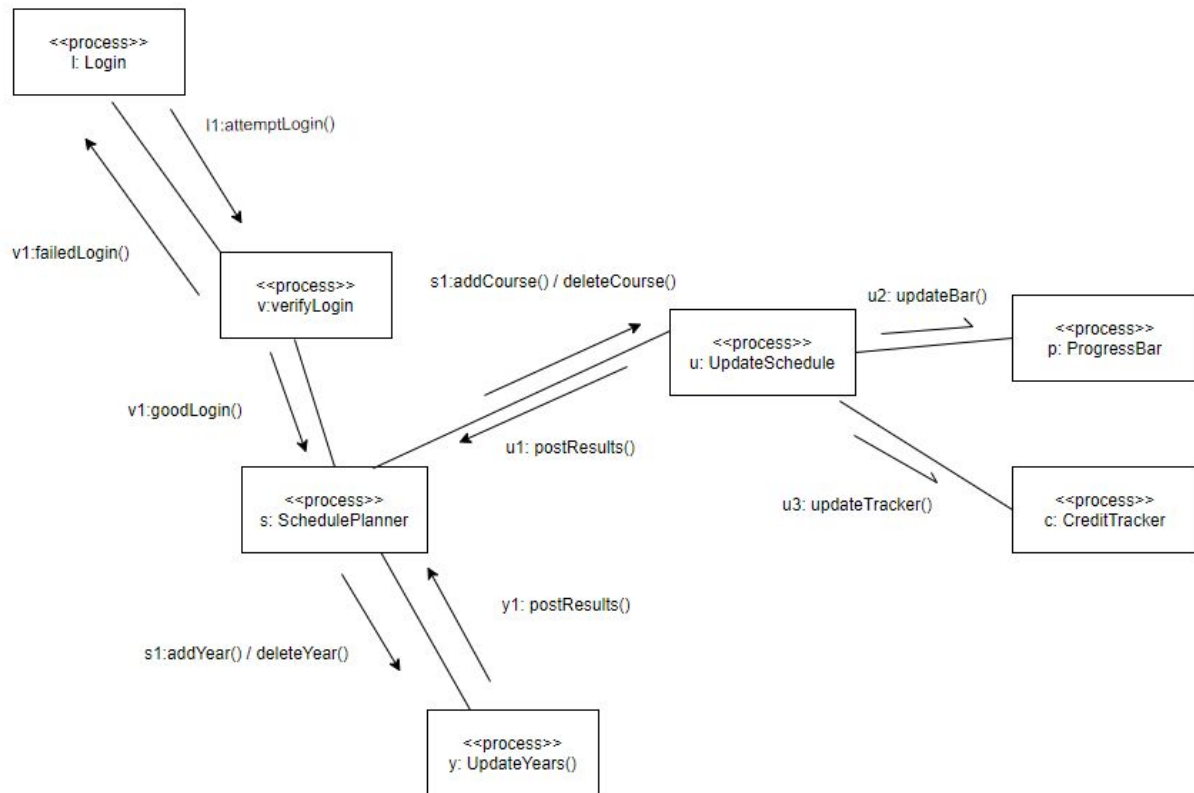 <<process>>
l: Login
l1:attemptLogin()
v1:failedLogin()
<<process>>
v:verifyLogin
s1:addCourse() / deleteCourse()
u2: updateBar()
<<process>>
u: UpdateSchedule
<<process>>
p: ProgressBar
v1:goodLogin()
u1: postResults()
<<process>>
s: SchedulePlanner
u3: updateTracker()
<<process>>
c: CreditTracker
y1: postResults()
s1:addYear() / deleteYear()
<<process>>
y: UpdateYears()